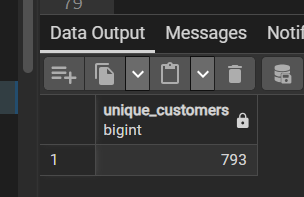 79
Data Output Messages Notif
unique_customers
bigint
1 793